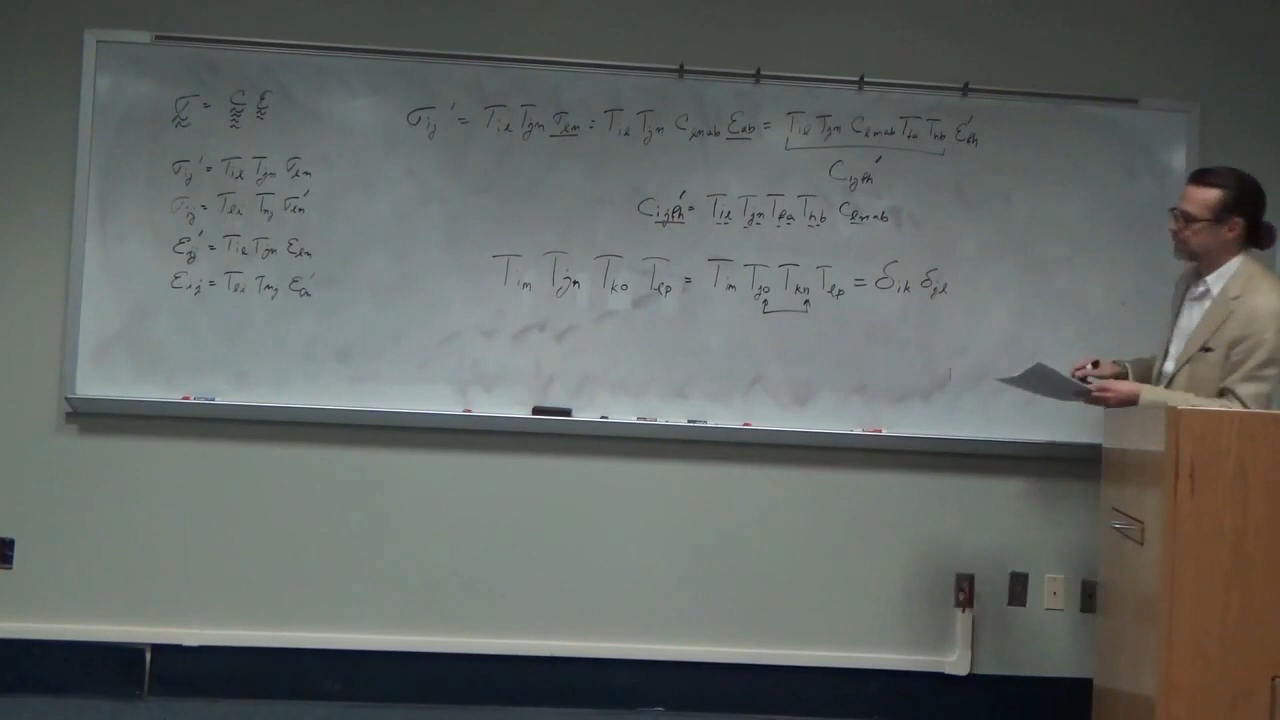 σ = C ε
σij' = Til Tjn σln
σij = Tli Tnj σln'
εij' = Til Tjn εln
εij = Tli Tnj εln'
σij' = Til Tjn σln = Til Tjn Clnab εab = Til Tjn Clnab Tka Thb εkh'
Cijkh'
Cijkh' = Til Tjn Tka Thb Clnab
Tim Tjn Tko Tlp = Tim Tjo Tkn Tlp = δik δjl